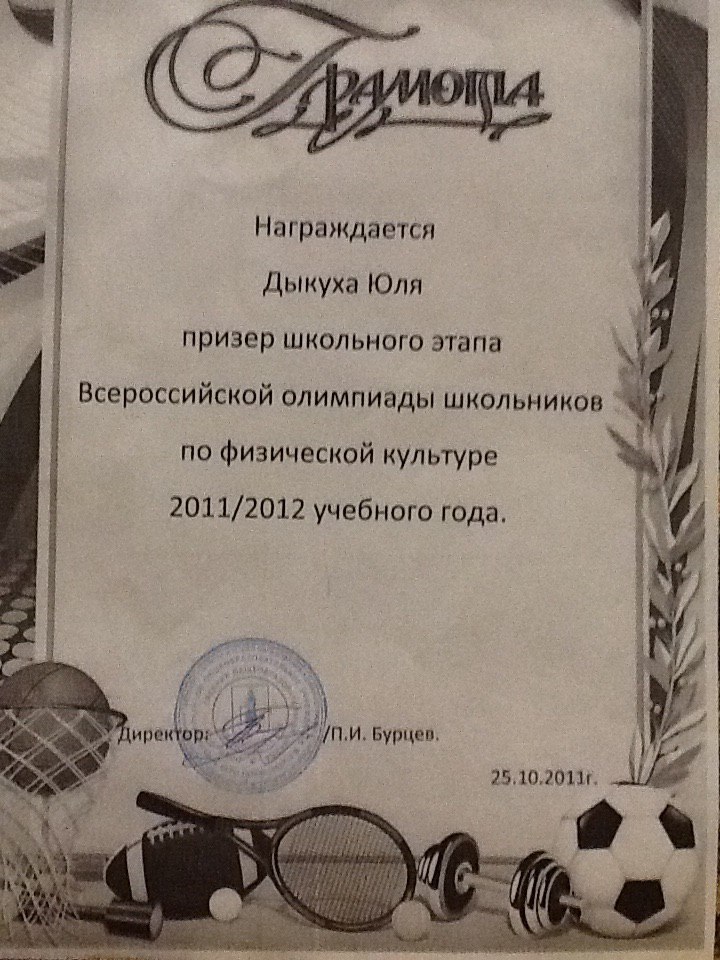 Грамота
Награждается
Дыкуха Юля
призер школьного этапа
Всероссийской олимпиады школьников
по физической культуре
2011/2012 учебного года.
Директор: /П.И. Бурцев.
25.10.2011г.